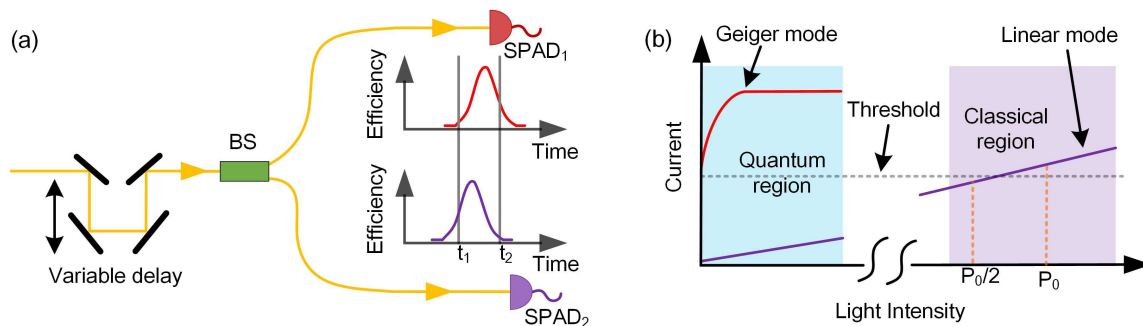 (a)
SPAD₁
Efficiency
Time
BS
Efficiency
t₁
t₂
Time
Variable delay
SPAD₂
(b)
Geiger mode
Linear mode
Threshold
Classical
region
Quantum
region
Current
P₀/2
P₀
Light Intensity